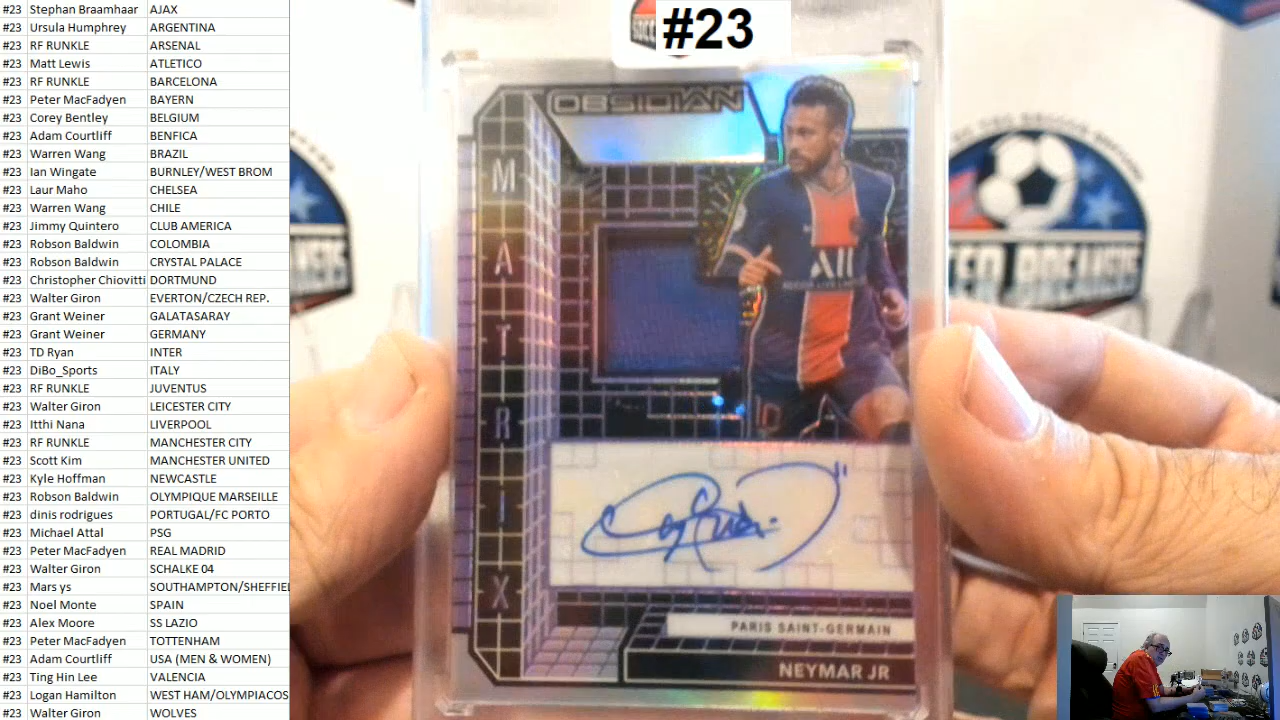 #23 Stephan Braamhaar AJAX
#23 Ursula Humphrey ARGENTINA
#23 RF RUNKLE ARSENAL
#23 Matt Lewis ATLETICO
#23 RF RUNKLE BARCELONA
#23 Peter MacFadyen BAYERN
#23 Corey Bentley BELGIUM
#23 Adam Courtliff BENFICA
#23 Warren Wang BRAZIL
#23 Ian Wingate BURNLEY/WEST BROM
#23 Laur Maho CHELSEA
#23 Warren Wang CHILE
#23 Jimmy Quintero CLUB AMERICA
#23 Robson Baldwin COLOMBIA
#23 Robson Baldwin CRYSTAL PALACE
#23 Christopher Chiovitti DORTMUND
#23 Walter Giron EVERTON/CZECH REP.
#23 Grant Weiner GALATASARAY
#23 Grant Weiner GERMANY
#23 TD Ryan INTER
#23 DiBo_Sports ITALY
#23 RF RUNKLE JUVENTUS
#23 Walter Giron LEICESTER CITY
#23 Itthi Nana LIVERPOOL
#23 RF RUNKLE MANCHESTER CITY
#23 Scott Kim MANCHESTER UNITED
#23 Kyle Hoffman NEWCASTLE
#23 Robson Baldwin OLYMPIQUE MARSEILLE
#23 dinis rodrigues PORTUGAL/FC PORTO
#23 Michael Attal PSG
#23 Peter MacFadyen REAL MADRID
#23 Walter Giron SCHALKE 04
#23 Mars ys SOUTHAMPTON/SHEFFIEL
#23 Noel Monte SPAIN
#23 Alex Moore SS LAZIO
#23 Peter MacFadyen TOTTENHAM
#23 Adam Courtliff USA (MEN & WOMEN)
#23 Ting Hin Lee VALENCIA
#23 Logan Hamilton WEST HAM/OLYMPIACOS
#23 Walter Giron WOLVES
#23
OBSIDIAN
MATRIX
ALL
PARIS SAINT-GERMAIN
NEYMAR JR